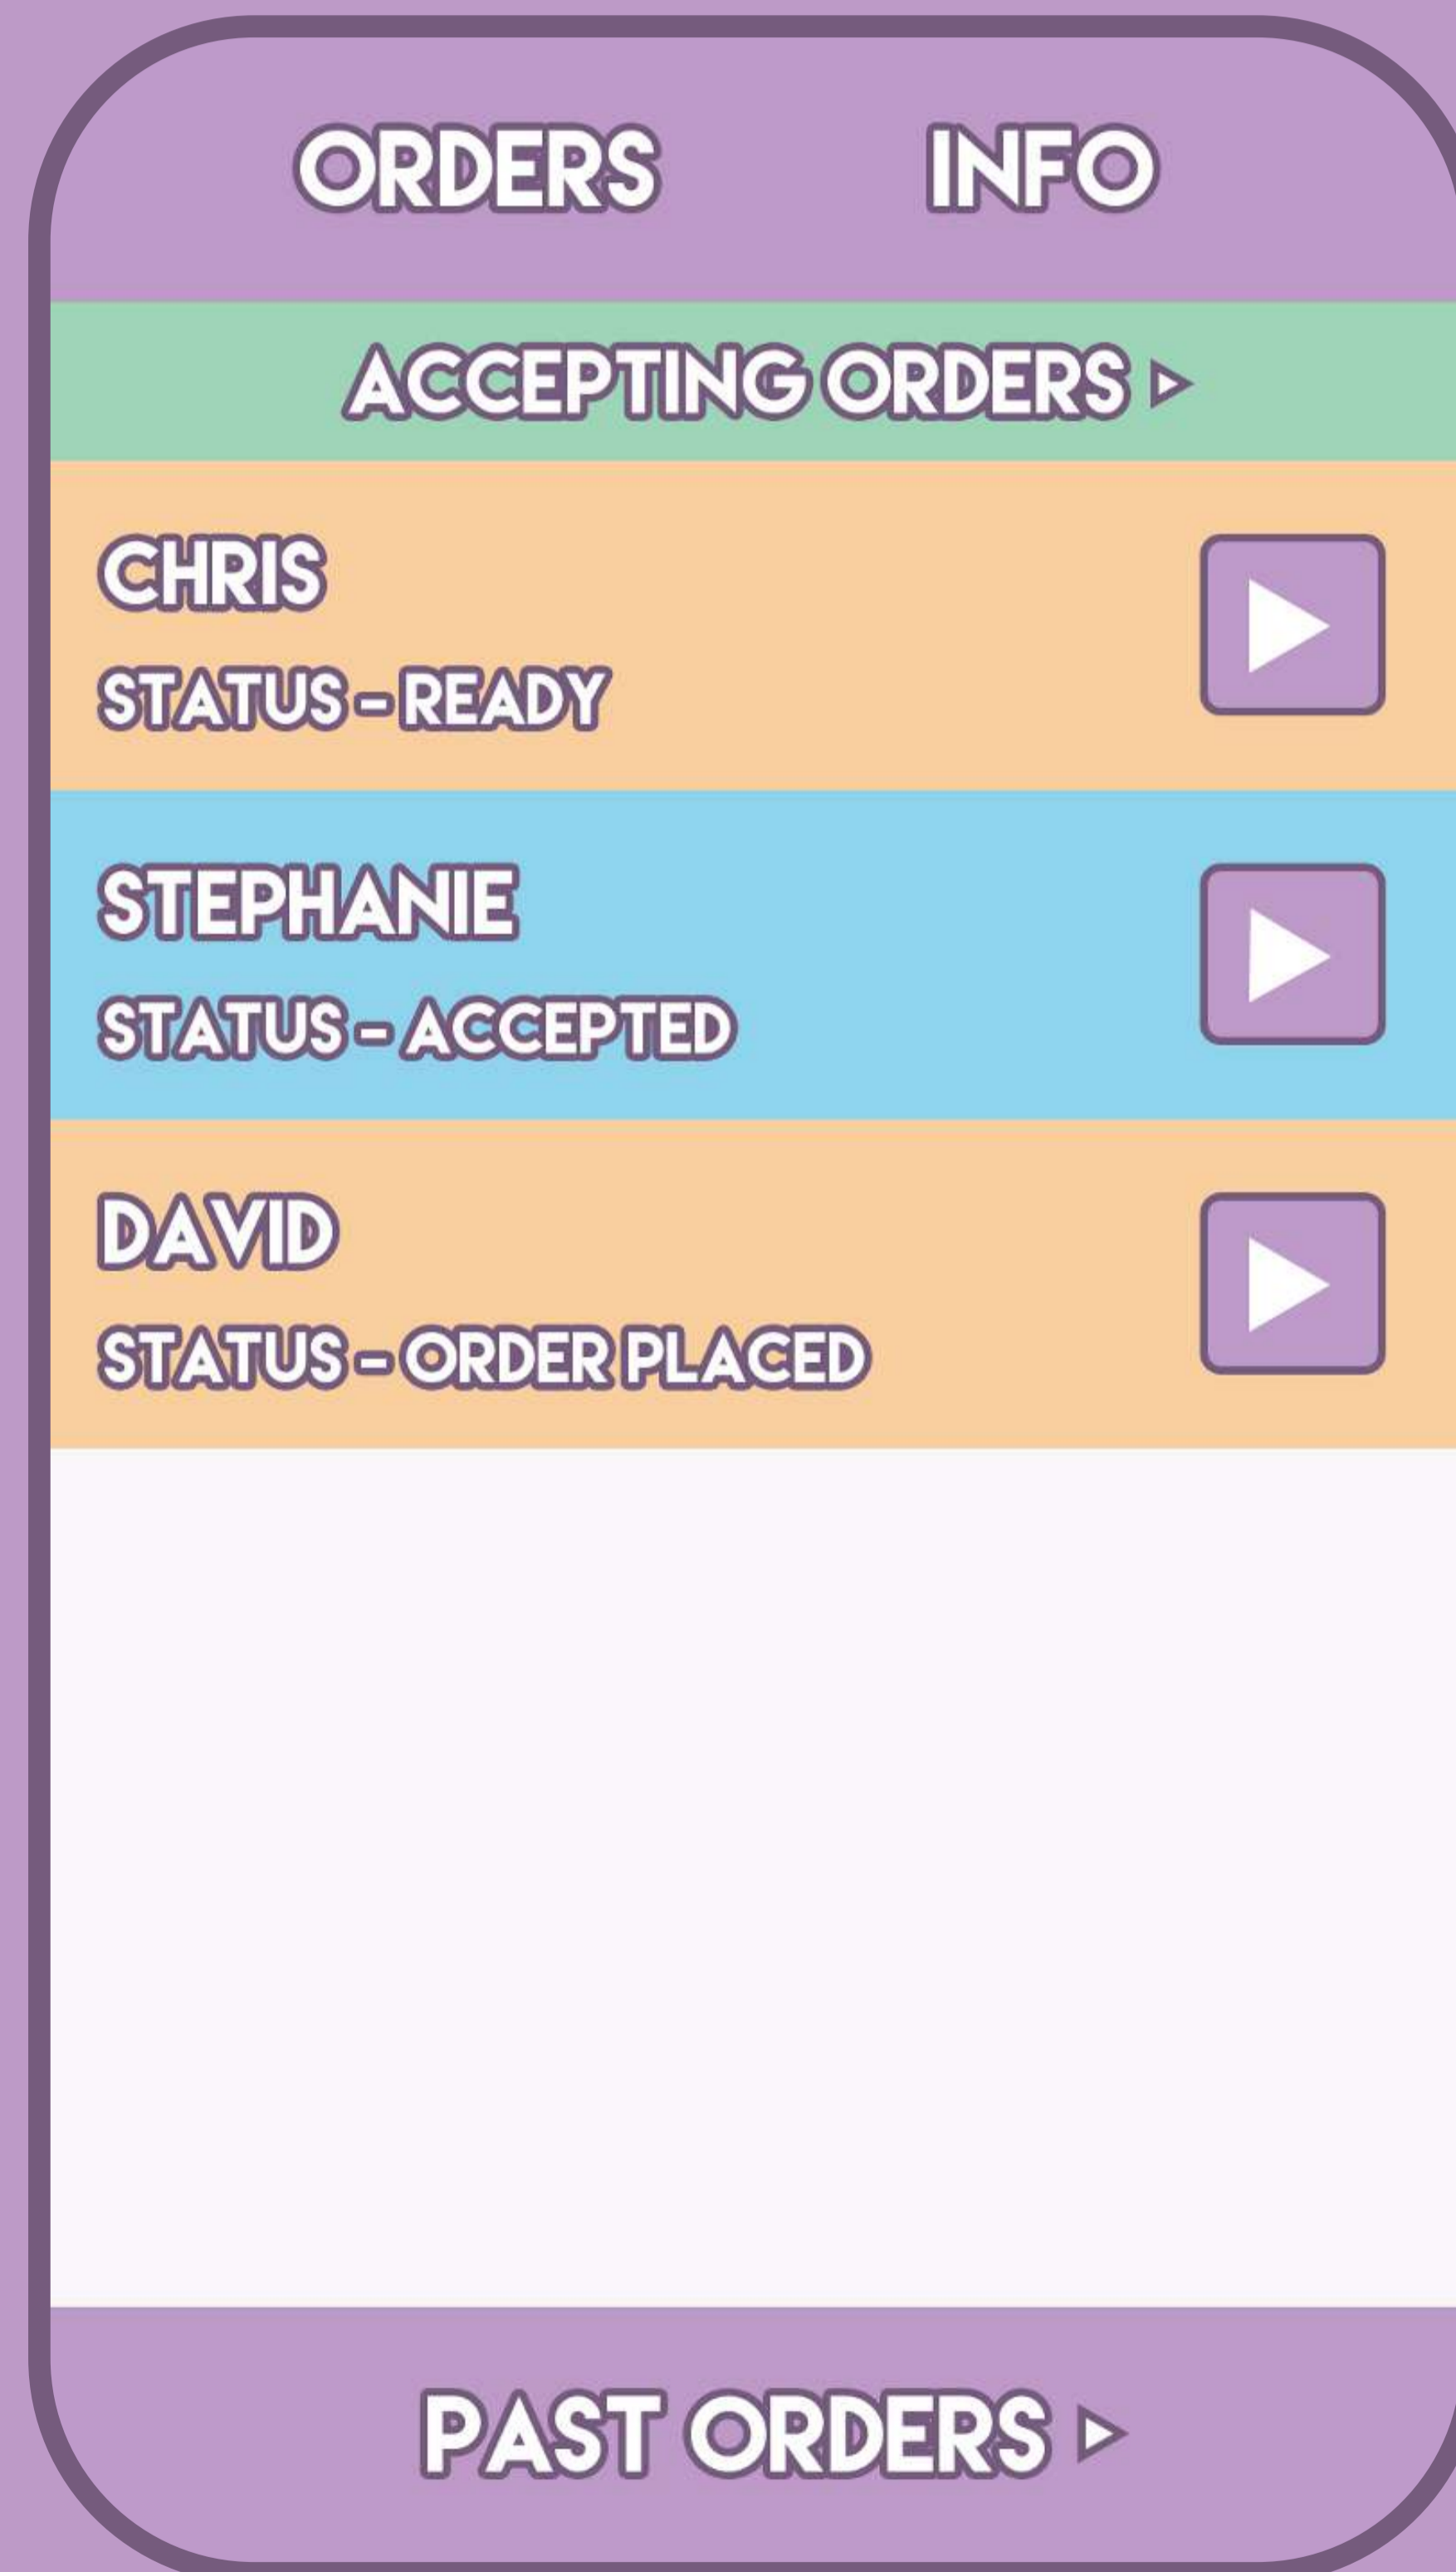 ORDERS INFO
ACCEPTING ORDERS
CHRIS
STATUS - READY
STEPHANIE
STATUS - ACCEPTED
DAVID
STATUS - ORDER PLACED
PAST ORDERS